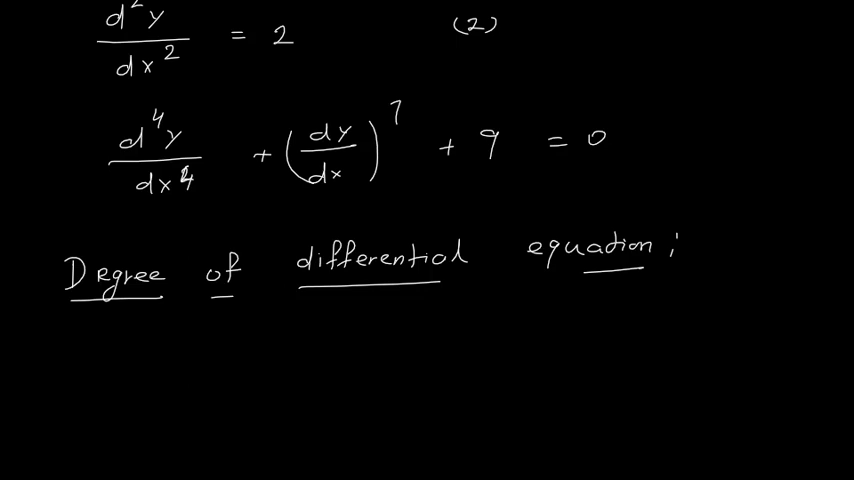 d²y/dx² = 2 (2)
d⁴y/dx⁴ + (dy/dx)⁷ + 9 = 0
Degree of differential equation;